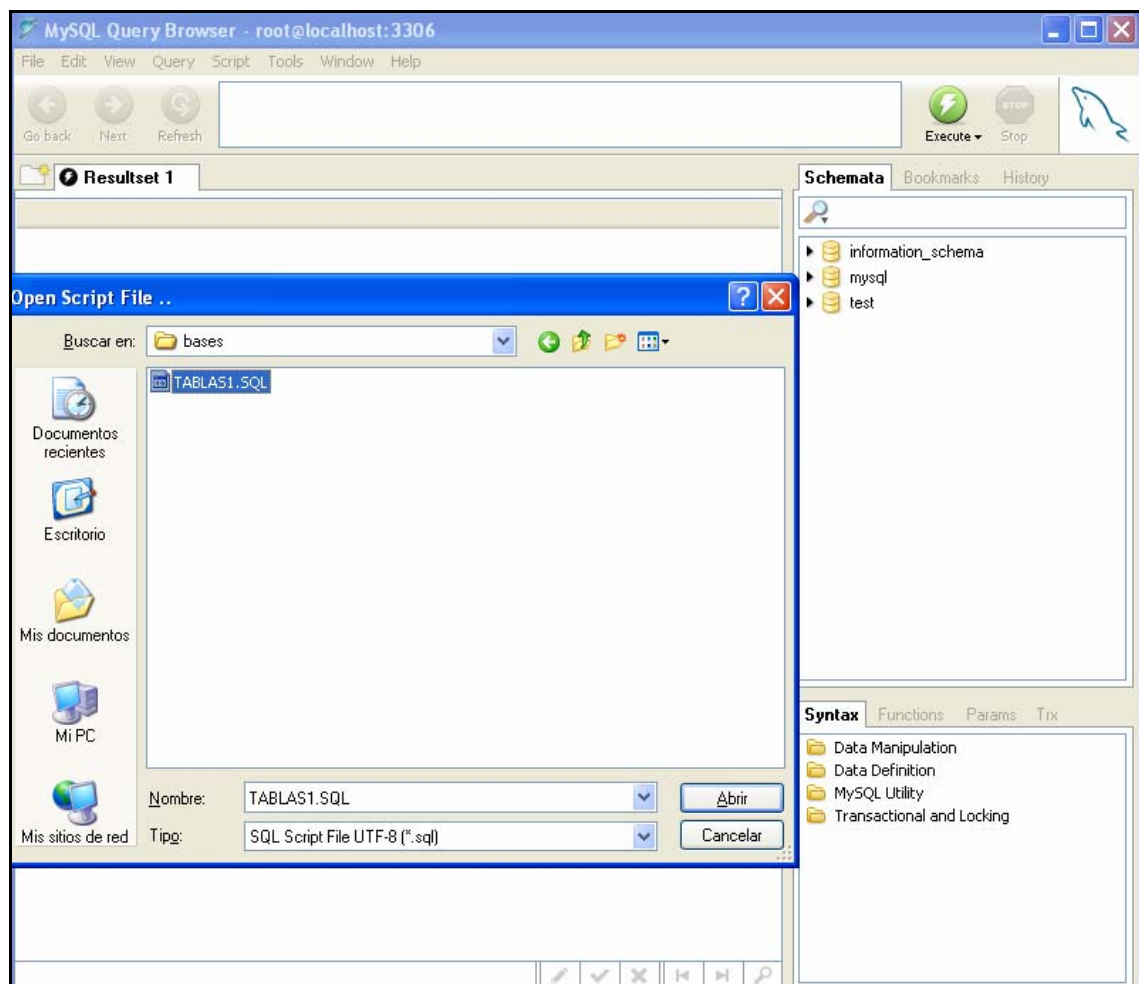 MySQL Query Browser - root@localhost:3306
File Edit View Query Script Tools Window Help
Go back Next Refresh
Execute Stop
STOP
Resultset 1
Schemata Bookmarks History
information_schema
mysql
test
Open Script File ..
Buscar en: bases
TABLAS1.SQL
Documentos
recientes
Escritorio
Mis documentos
Mi PC
Mis sitios de red
Nombre: TABLAS1.SQL Abrir
Tipo: SQL Script File UTF-8 (*.sql) Cancelar
Syntax Functions Params Trx
Data Manipulation
Data Definition
MySQL Utility
Transactional and Locking